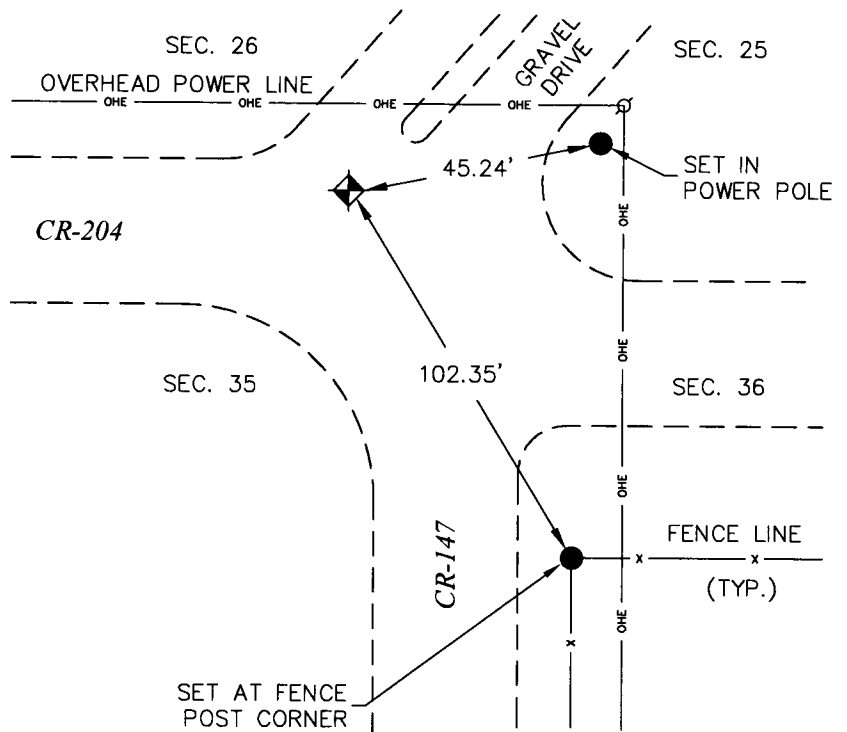 SEC. 26
SEC. 25
GRAVEL
DRIVE
OVERHEAD POWER LINE
OHE
OHE
OHE
OHE
45.24'
SET IN
POWER POLE
OHE
CR-204
OHE
102.35'
SEC. 35
SEC. 36
OHE
CR-147
FENCE LINE
X
X
(TYP.)
OHE
X
SET AT FENCE
POST CORNER